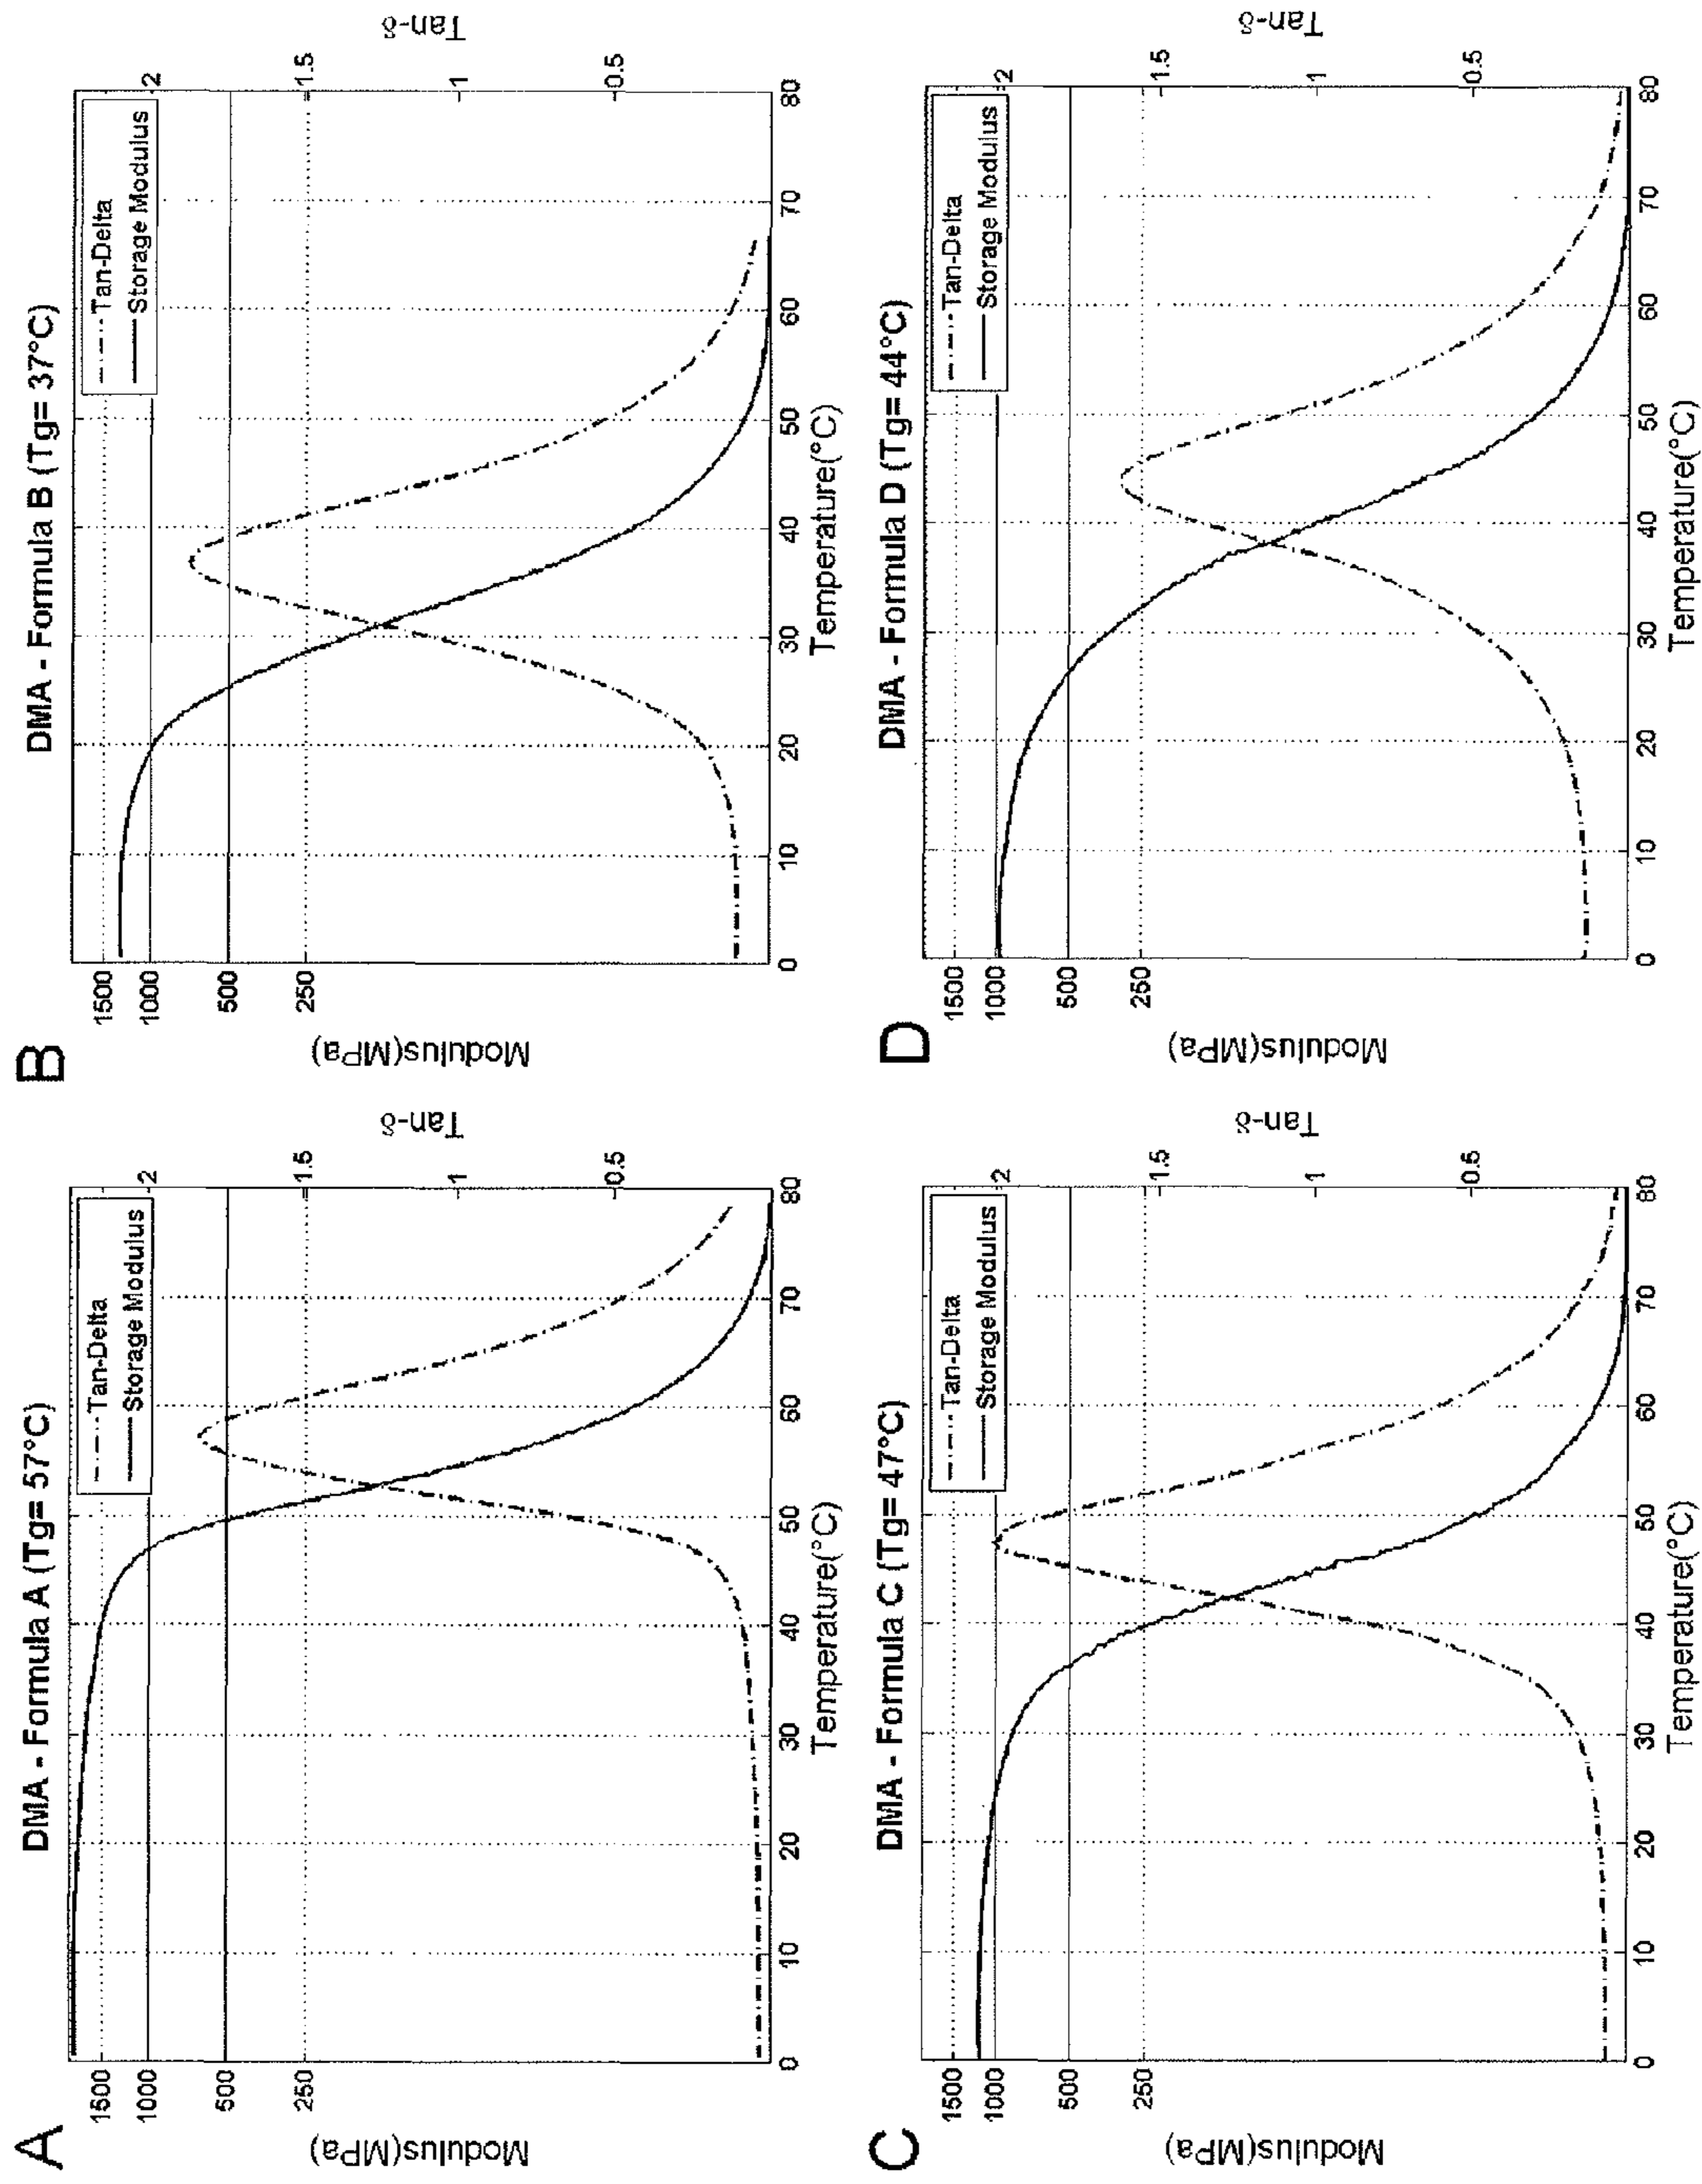 A
DMA - Formula A (Tg= 57°C)
Modulus(MPa)
1500
1000
500
250
Tan-Delta
Storage Modulus
2
1.5
1
0.5
Tan-δ
0 10 20 30 40 50 60 70 80
Temperature(°C)
B
DMA - Formula B (Tg= 37°C)
Modulus(MPa)
1500
1000
500
250
Tan-Delta
Storage Modulus
2
1.5
1
0.5
Tan-δ
0 10 20 30 40 50 60 70 80
Temperature(°C)
C
DMA - Formula C (Tg= 47°C)
Modulus(MPa)
1500
1000
500
250
Tan-Delta
Storage Modulus
2
1.5
1
0.5
Tan-δ
0 10 20 30 40 50 60 70 80
Temperature(°C)
D
DMA - Formula D (Tg= 44°C)
Modulus(MPa)
1500
1000
500
250
Tan-Delta
Storage Modulus
2
1.5
1
0.5
Tan-δ
0 10 20 30 40 50 60 70 80
Temperature(°C)